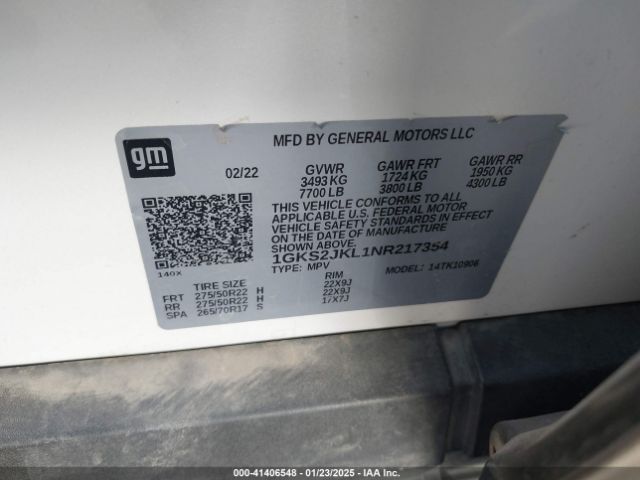 gm
MFD BY GENERAL MOTORS LLC
02/22 GVWR GAWR FRT GAWR RR
3493 KG 1724 KG 1950 KG
7700 LB 3800 LB 4300 LB
THIS VEHICLE CONFORMS TO ALL
APPLICABLE U.S. FEDERAL MOTOR
VEHICLE SAFETY STANDARDS IN EFFECT
ON THE DATE OF MANUFACTURE
SHOWN ABOVE.
1GKS2JKL1NR217354
140X
TYPE: MPV MODEL: 14TK10906
TIRE SIZE RIM
FRT 275/50R22 H 22X9J
RR 275/50R22 H 22X9J
SPA 265/70R17 S 17X7J
000-41406548 - 01/23/2025 - IAA Inc.